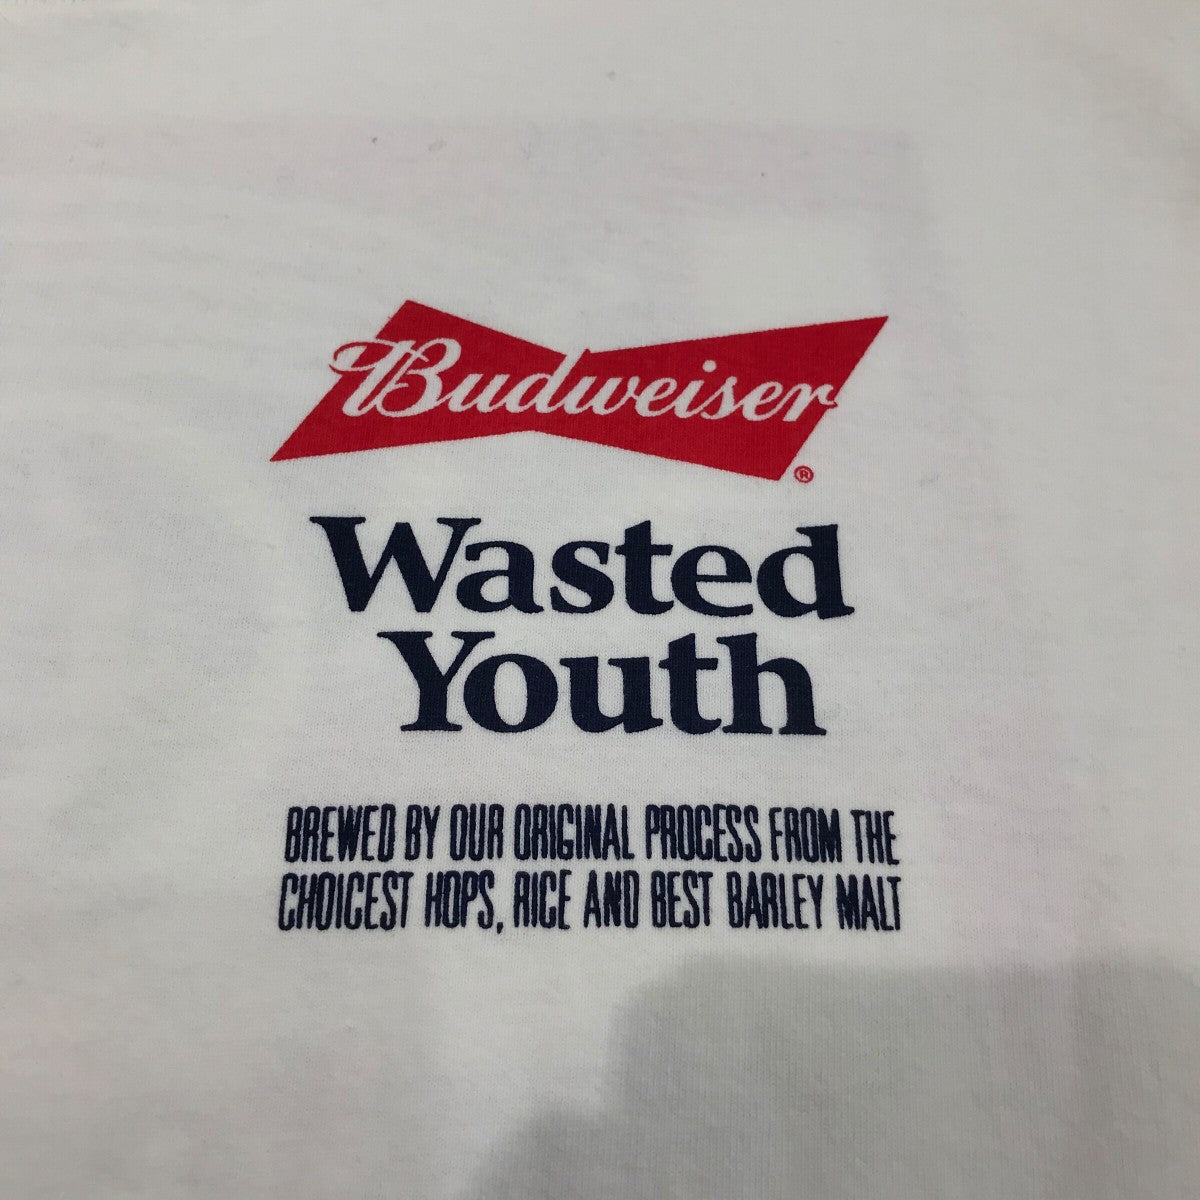 Budweiser®
Wasted
Youth
BREWED BY OUR ORIGINAL PROCESS FROM THE
CHOICEST HOPS, RICE AND BEST BARLEY MALT